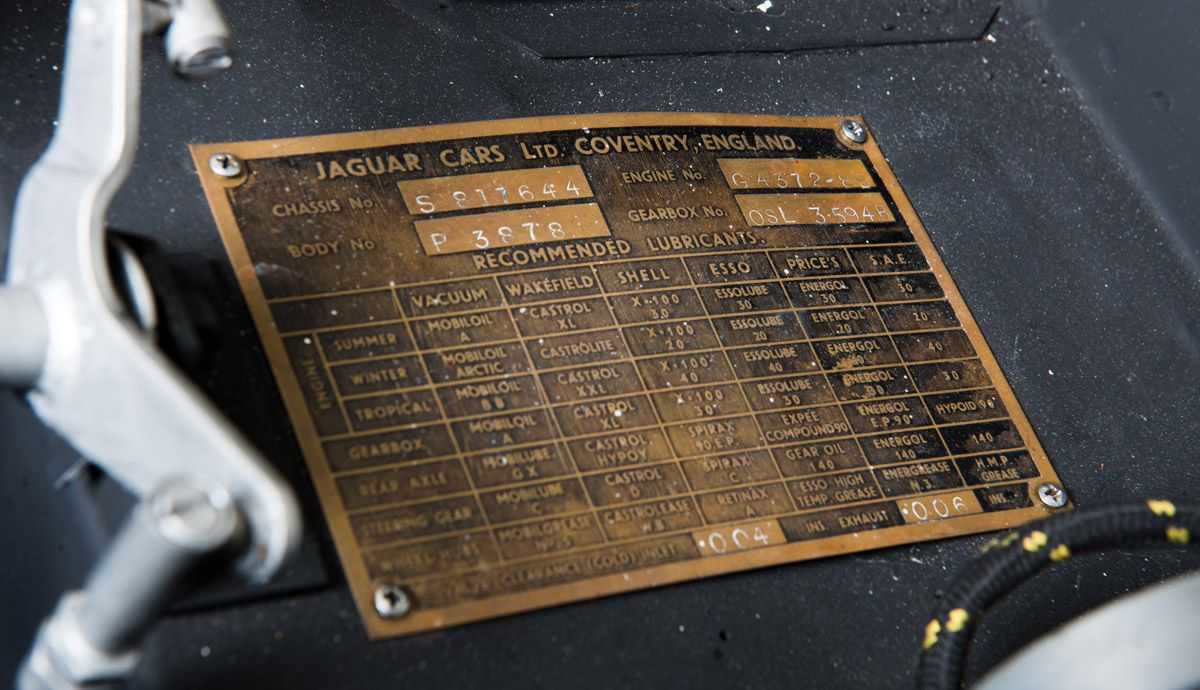 JAGUAR CARS LTD. COVENTRY, ENGLAND.
CHASSIS No. S 817644 ENGINE No.
BODY No P 3878 GEARBOX No. OSL 3594B
RECOMMENDED LUBRICANTS.
VACUUM WAKEFIELD SHELL ESSO PRICE'S S.A.E.
ENGINE
SUMMER MOBILOIL A CASTROL XL X-100 30 ESSOLUBE 30 ENERGOL 30 30
WINTER MOBILOIL ARCTIC CASTROLITE X-100 20 ESSOLUBE 20 ENERGOL 20 20
TROPICAL MOBILOIL BB CASTROL XXL X-100 40 ESSOLUBE 40 ENERGOL 40 40
GEARBOX MOBILOIL A CASTROL XL X-100 30 ESSOLUBE 30 ENERGOL 30 30
REAR AXLE MOBILUBE GX CASTROL HYPOY SPIRAX 90 E.P. EXPEE COMPOUND 90 ENERGOL E.P. 90 HYPOID 90
STEERING GEAR MOBILUBE C CASTROL D SPIRAX C GEAR OIL 140 ENERGOL 140 140
WHEEL MOBILGREASE CASTROLEASE W.B. RETINAX A ESSO HIGH TEMP. GREASE ENERGREASE N.3. H.M.P. GREASE
CLEARANCE (COLD) INLET ·004 INS EXHAUST ·006 INS.